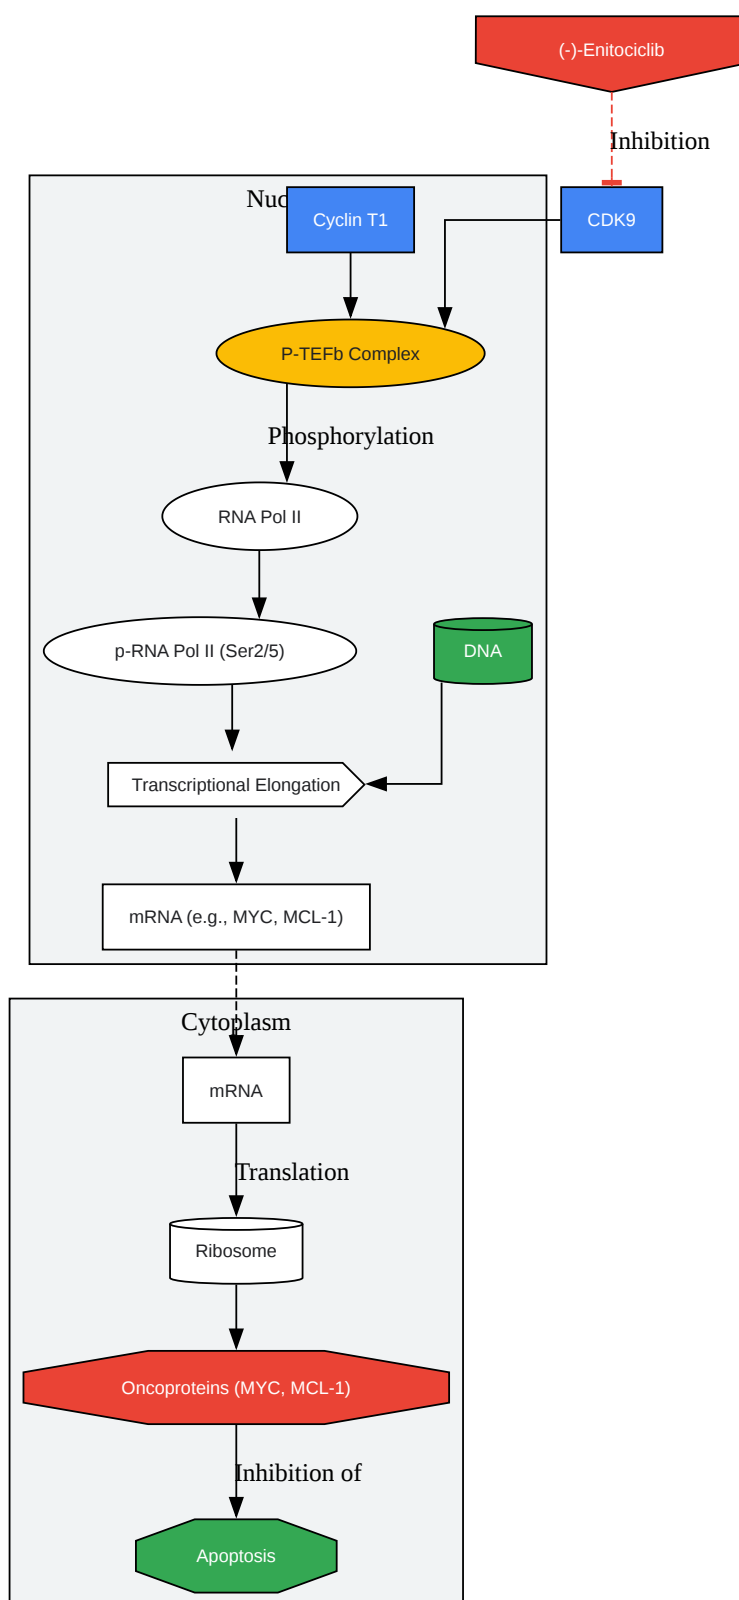 (-)-Enitociclib
Inhibition
Nuc
Cyclin T1
CDK9
P-TEFb Complex
Phosphorylation
RNA Pol II
p-RNA Pol II (Ser2/5)
DNA
Transcriptional Elongation
mRNA (e.g., MYC, MCL-1)
Cytoplasm
mRNA
Translation
Ribosome
Oncoproteins (MYC, MCL-1)
Inhibition of
Apoptosis